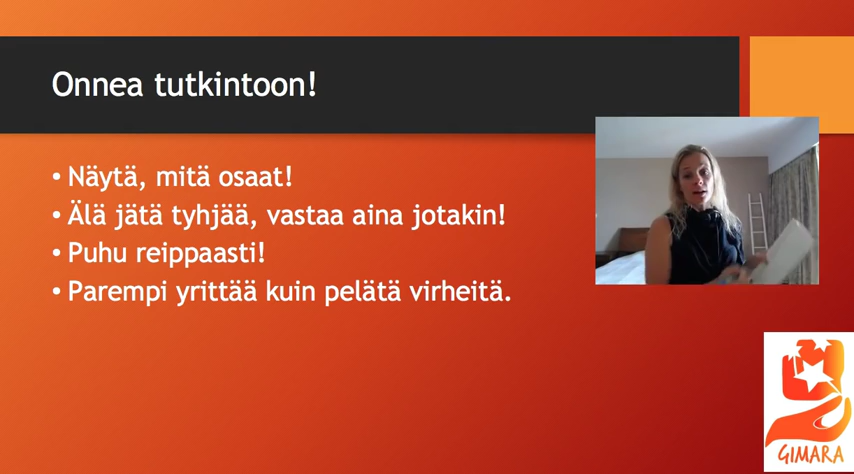 Onnea tutkintoon!
• Näytä, mitä osaat!
• Älä jätä tyhjää, vastaa aina jotakin!
• Puhu reippaasti!
• Parempi yrittää kuin pelätä virheitä.
GIMARA